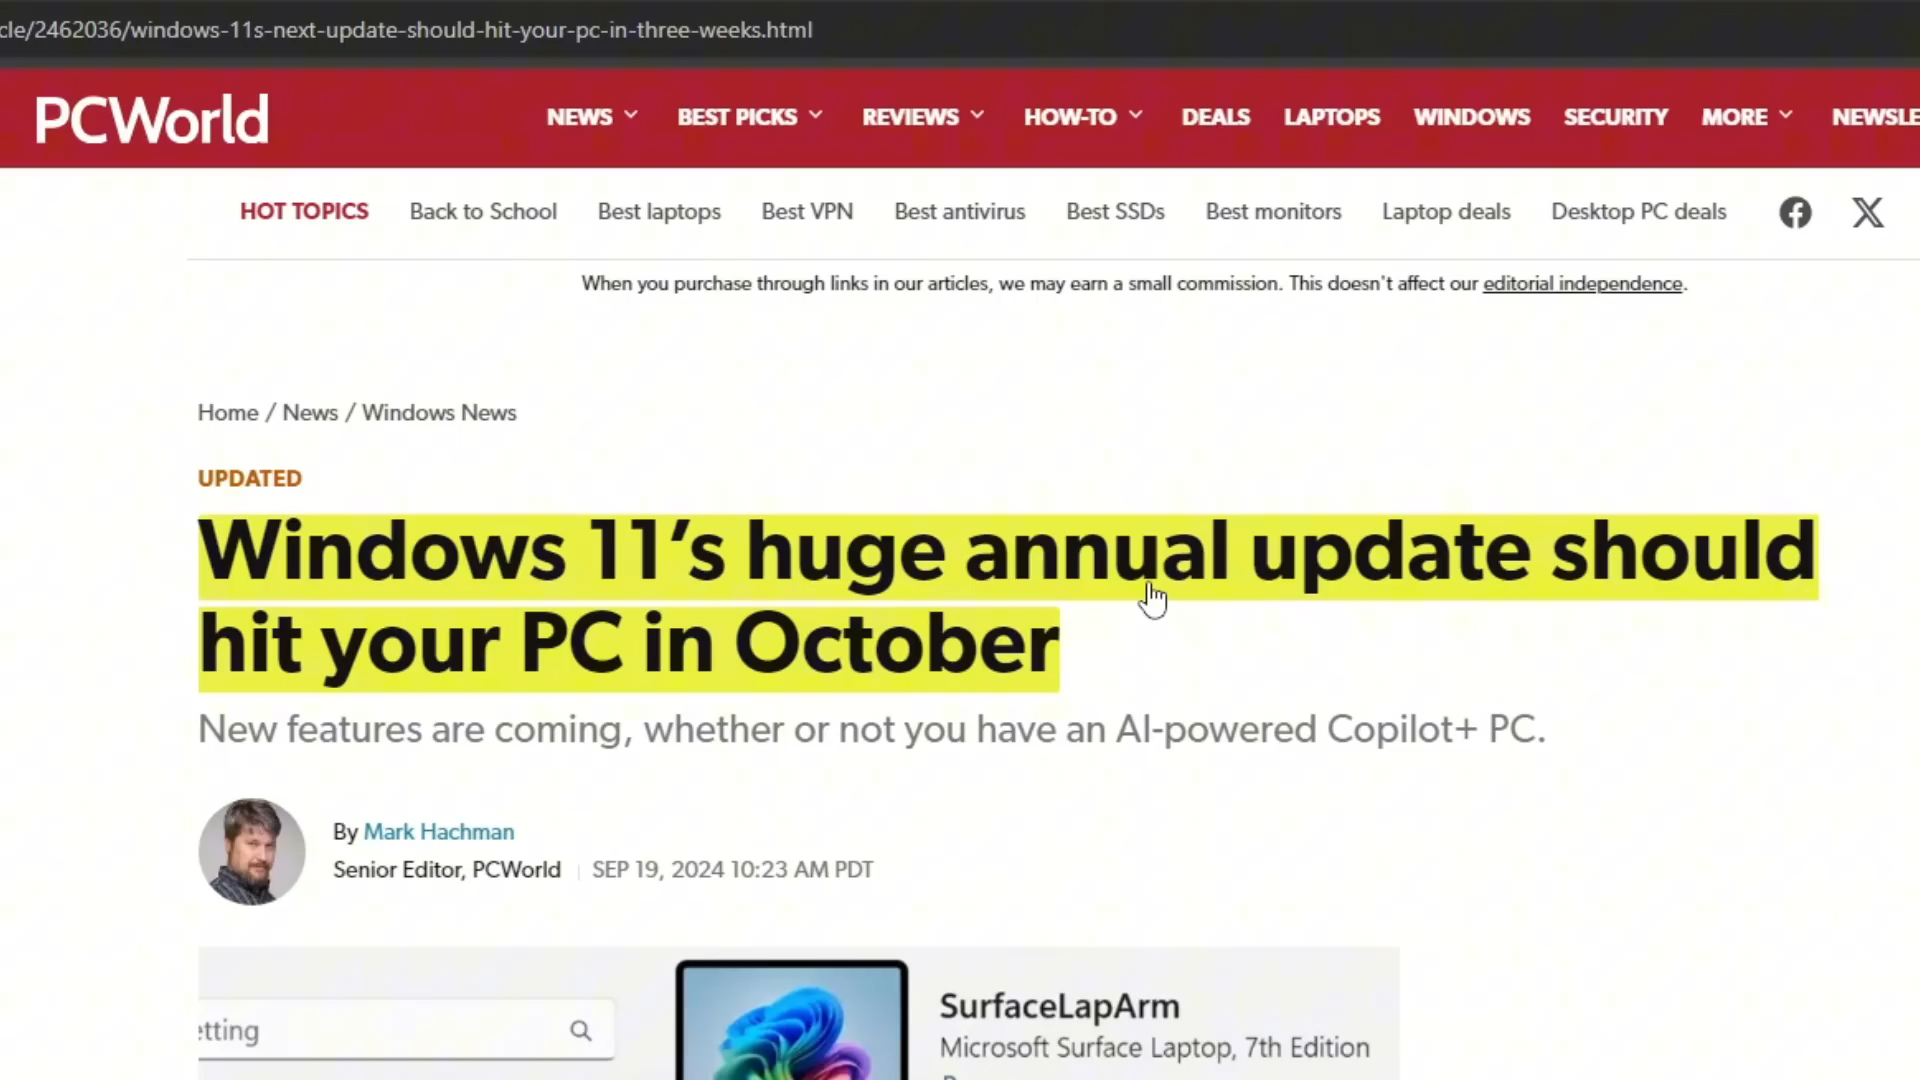 cle/2462036/windows-11s-next-update-should-hit-your-pc-in-three-weeks.html
PCWorld
NEWS BEST PICKS REVIEWS HOW-TO DEALS LAPTOPS WINDOWS SECURITY MORE NEWSLE
HOT TOPICS Back to School Best laptops Best VPN Best antivirus Best SSDs Best monitors Laptop deals Desktop PC deals
When you purchase through links in our articles, we may earn a small commission. This doesn't affect our editorial independence.
Home / News / Windows News
UPDATED
Windows 11’s huge annual update should
hit your PC in October
New features are coming, whether or not you have an AI-powered Copilot+ PC.
By Mark Hachman
Senior Editor, PCWorld | SEP 19, 2024 10:23 AM PDT
etting
SurfaceLapArm
Microsoft Surface Laptop, 7th Edition